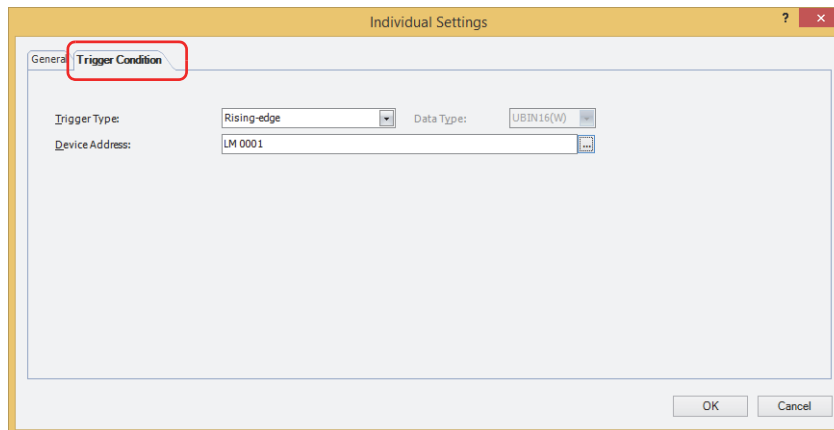 Individual Settings ? ×
General Trigger Condition
Trigger Type: Rising-edge Data Type: UBIN16(W)
Device Address: LM 0001 ...
OK Cancel